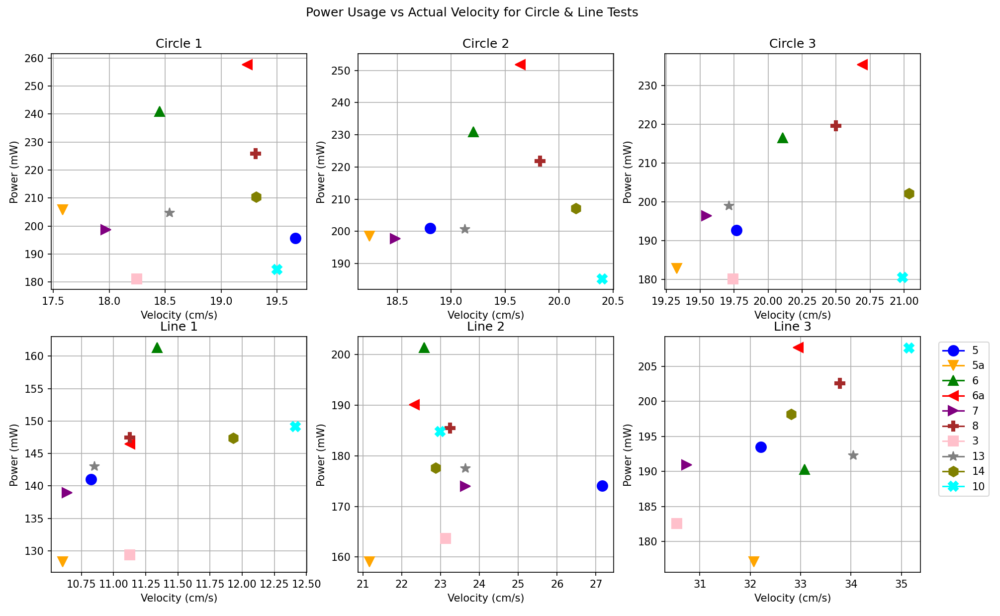 Power Usage vs Actual Velocity for Circle & Line Tests
Circle 1
260
250
240
230
220
210
200
190
180
Power (mW)
17.5 18.0 18.5 19.0 19.5
Velocity (cm/s)
Circle 2
250
240
230
220
210
200
190
Power (mW)
18.5 19.0 19.5 20.0 20.5
Velocity (cm/s)
Circle 3
230
220
210
200
190
180
Power (mW)
19.25 19.50 19.75 20.00 20.25 20.50 20.75 21.00
Velocity (cm/s)
Line 1
160
155
150
145
140
135
130
Power (mW)
10.75 11.00 11.25 11.50 11.75 12.00 12.25 12.50
Velocity (cm/s)
Line 2
200
190
180
170
160
Power (mW)
21 22 23 24 25 26 27
Velocity (cm/s)
Line 3
205
200
195
190
185
180
Power (mW)
31 32 33 34 35
Velocity (cm/s)
5
5a
6
6a
7
8
3
13
14
10